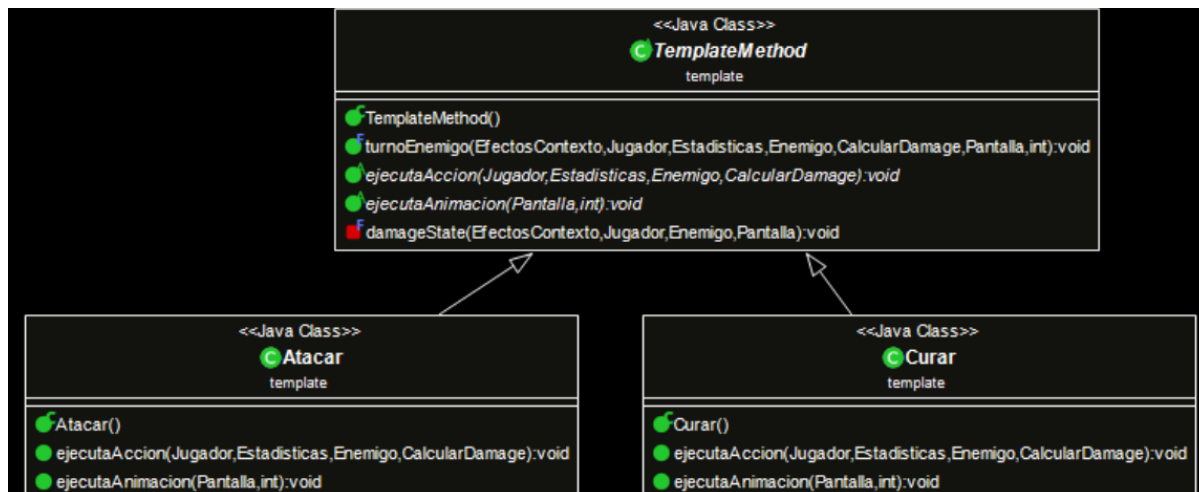 <<Java Class>>
TemplateMethod
template
TemplateMethod()
turnoEnemigo(EfectosContexto,Jugador,Estadisticas,Enemigo,CalcularDamage,Pantalla,int):void
ejecutaAccion(Jugador,Estadisticas,Enemigo,CalcularDamage):void
ejecutaAnimacion(Pantalla,int):void
damageState(EfectosContexto,Jugador,Enemigo,Pantalla):void
<<Java Class>>
Atacar
template
Atacar()
ejecutaAccion(Jugador,Estadisticas,Enemigo,CalcularDamage):void
ejecutaAnimacion(Pantalla,int):void
<<Java Class>>
Curar
template
Curar()
ejecutaAccion(Jugador,Estadisticas,Enemigo,CalcularDamage):void
ejecutaAnimacion(Pantalla,int):void